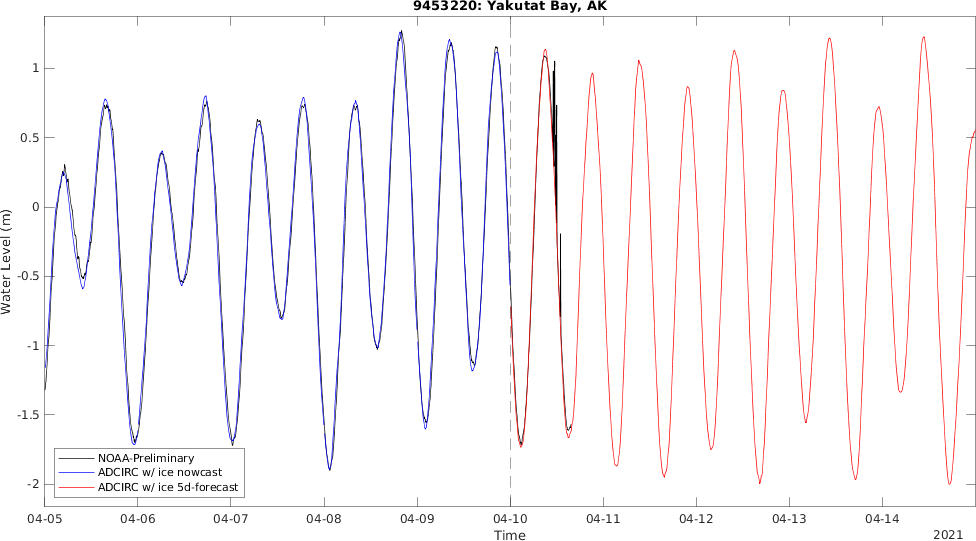 9453220: Yakutat Bay, AK
Water Level (m)
1
0.5
0
-0.5
-1
-1.5
-2
NOAA-Preliminary
ADCIRC w/ ice nowcast
ADCIRC w/ ice 5d-forecast
04-05 04-06 04-07 04-08 04-09 04-10 04-11 04-12 04-13 04-14
Time
2021